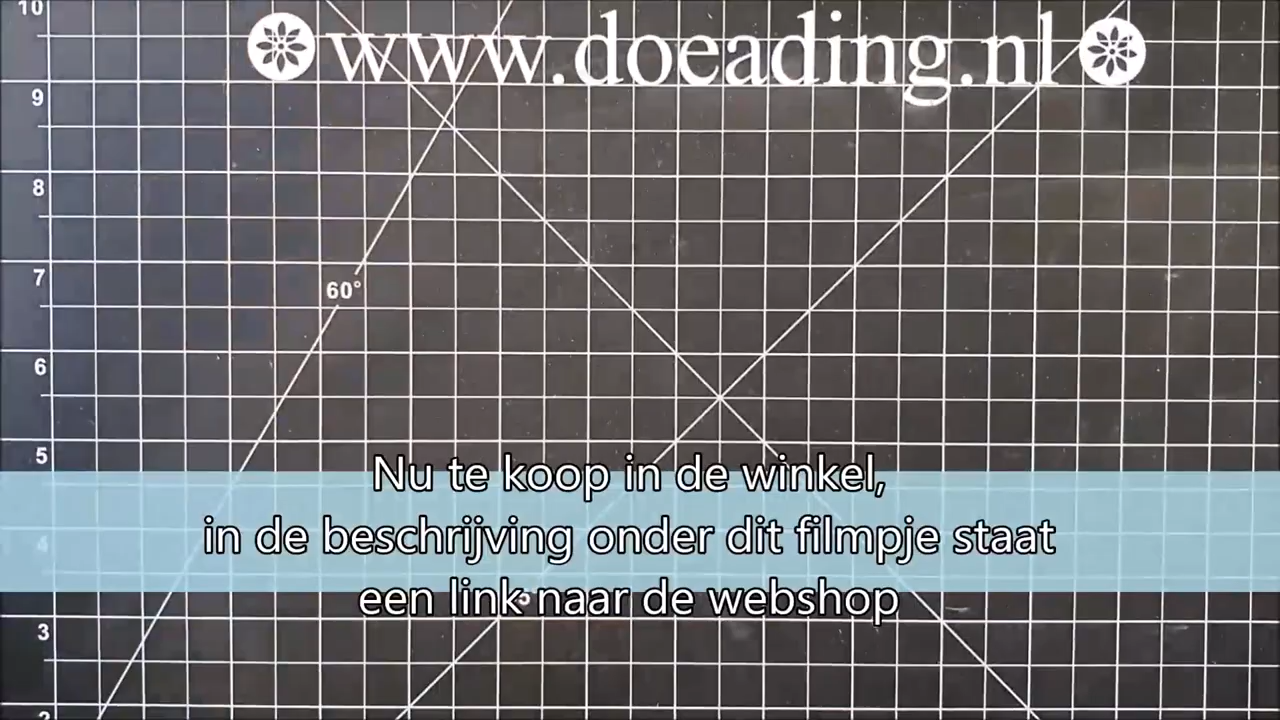 10
www.doeading.nl
9
8
7
60°
6
5
Nu te koop in de winkel,
in de beschrijving onder dit filmpje staat
4
een link naar de webshop
3
2